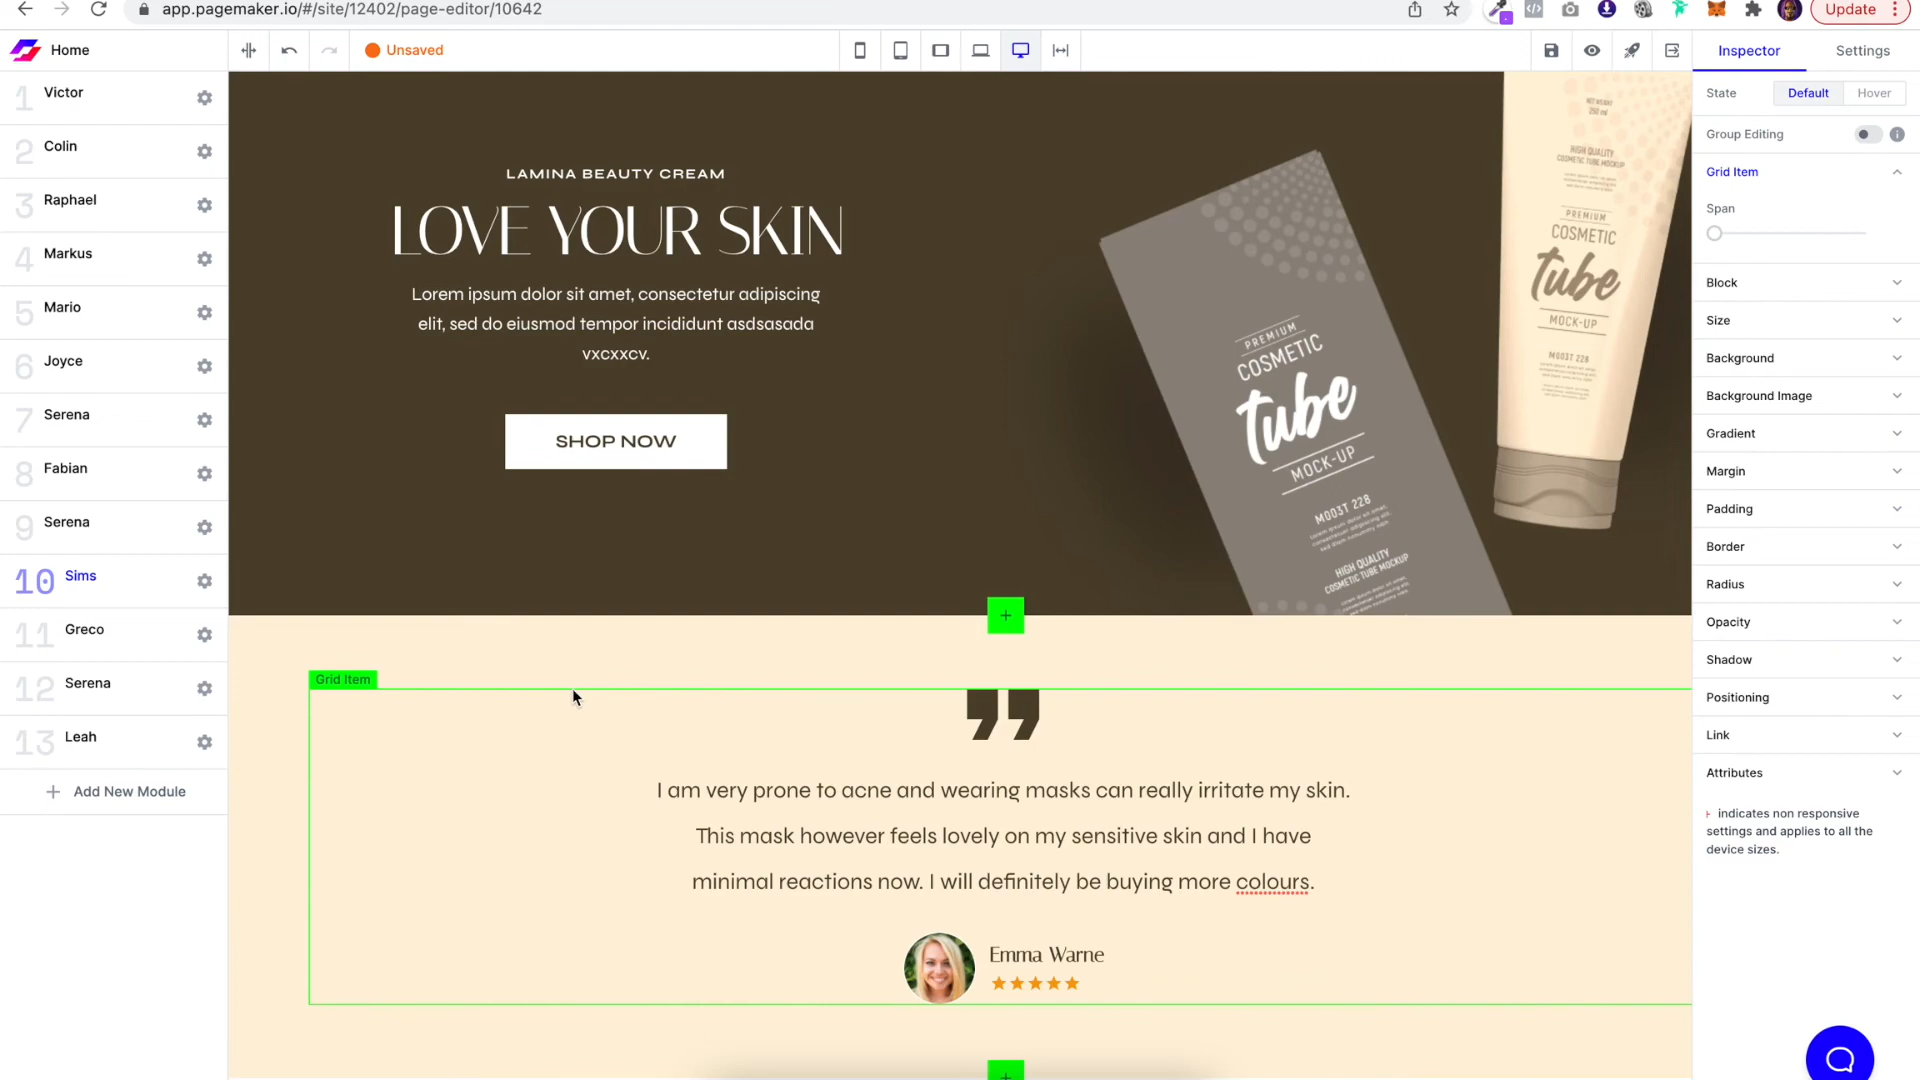 app.pagemaker.io/#/site/12402/page-editor/10642
Update
Home
Unsaved
Inspector
Settings
1 Victor
2 Colin
3 Raphael
4 Markus
5 Mario
6 Joyce
7 Serena
8 Fabian
9 Serena
10 Sims
11 Greco
12 Serena
13 Leah
+ Add New Module
LAMINA BEAUTY CREAM
LOVE YOUR SKIN
Lorem ipsum dolor sit amet, consectetur adipiscing
elit, sed do eiusmod tempor incididunt asdsasada
vxcxxcv.
SHOP NOW
PREMIUM
COSMETIC
tube
MOCK-UP
M003T 228
HIGH QUALITY
COSMETIC TUBE MOCKUP
NET WEIGHT
250 ml
HIGH QUALITY
COSMETIC TUBE MOCKUP
PREMIUM
COSMETIC
tube
MOCK-UP
M003T 228
+
Grid Item
I am very prone to acne and wearing masks can really irritate my skin.
This mask however feels lovely on my sensitive skin and I have
minimal reactions now. I will definitely be buying more colours.
Emma Warne
+
State
Default
Hover
Group Editing
Grid Item
Span
Block
Size
Background
Background Image
Gradient
Margin
Padding
Border
Radius
Opacity
Shadow
Positioning
Link
Attributes
indicates non responsive
settings and applies to all the
device sizes.